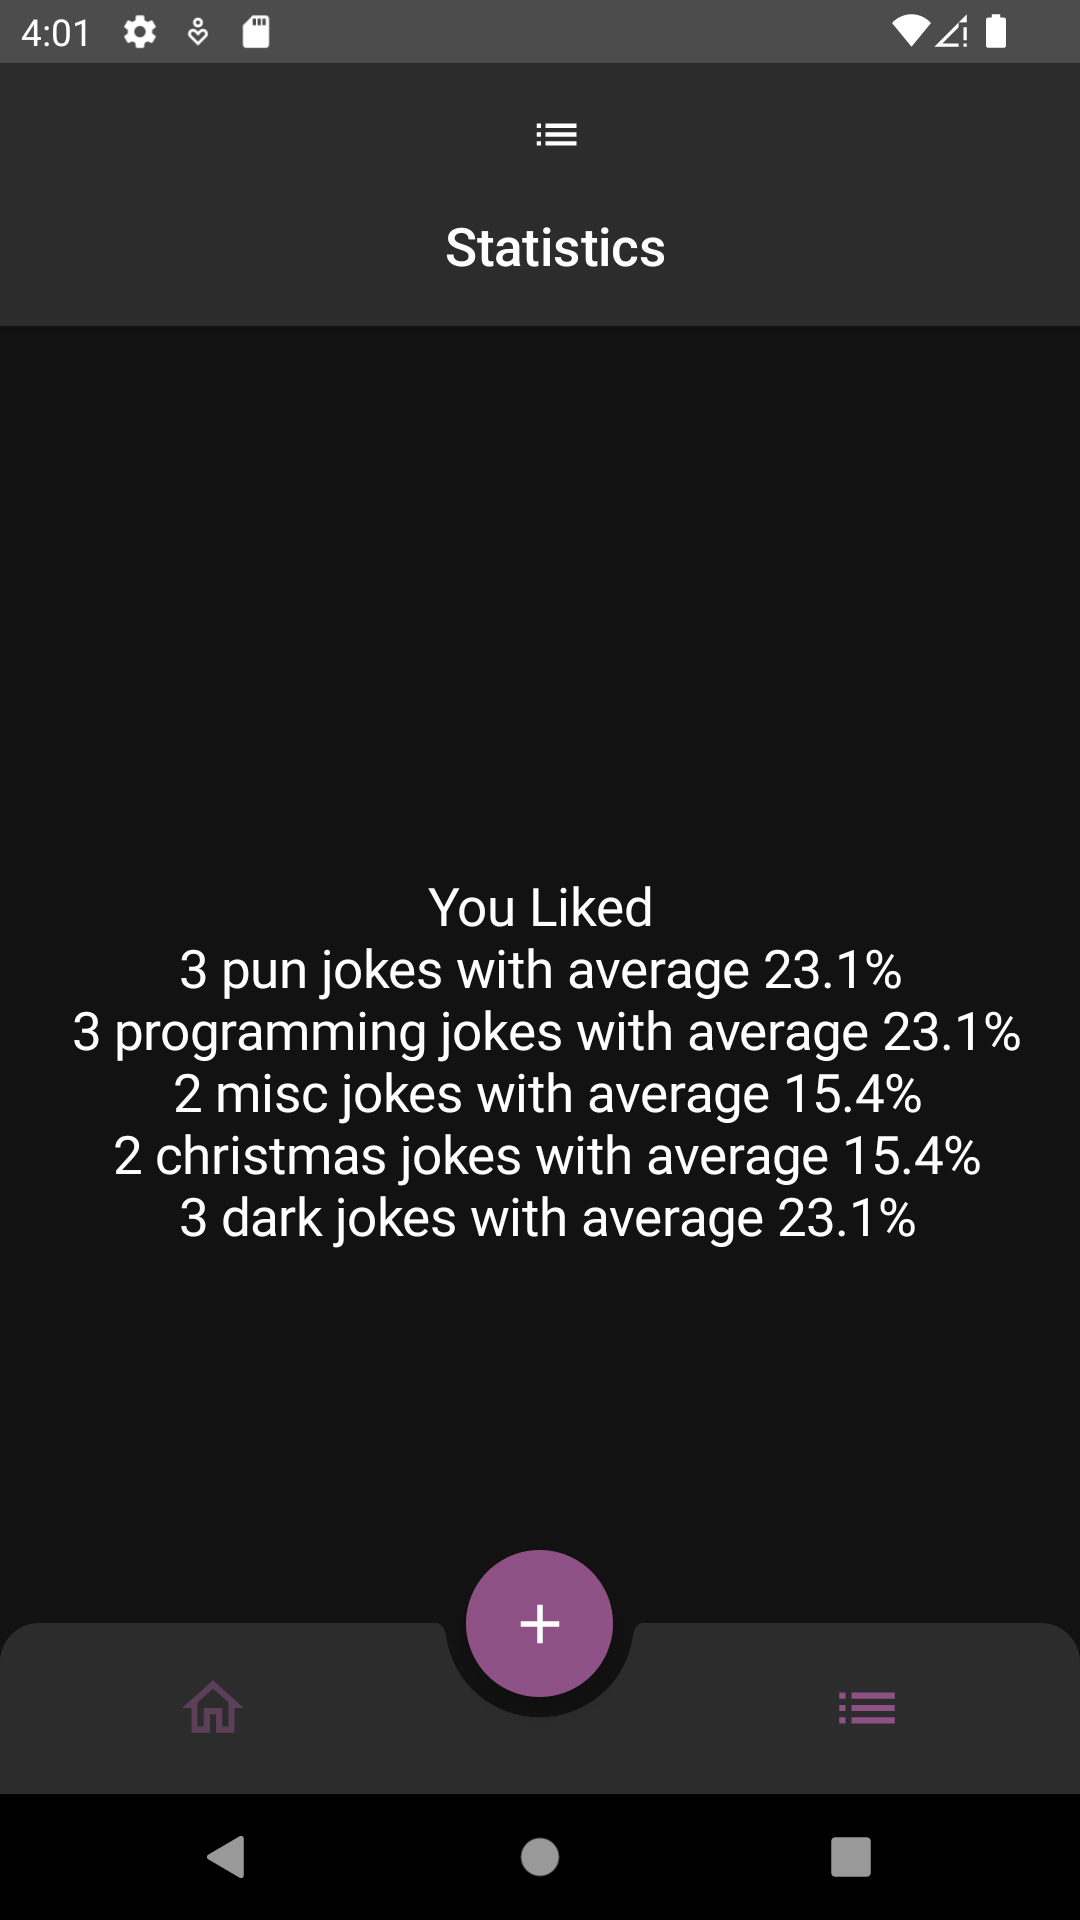 4:01
Statistics
You Liked
3 pun jokes with average 23.1%
3 programming jokes with average 23.1%
2 misc jokes with average 15.4%
2 christmas jokes with average 15.4%
3 dark jokes with average 23.1%